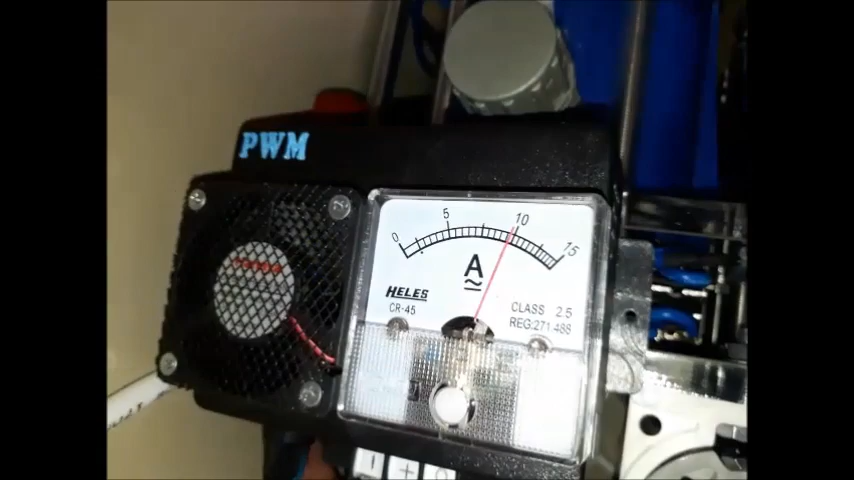 PWM
0 5 10 15
A
HELES
CR-45
CLASS 2.5
REG:271 488